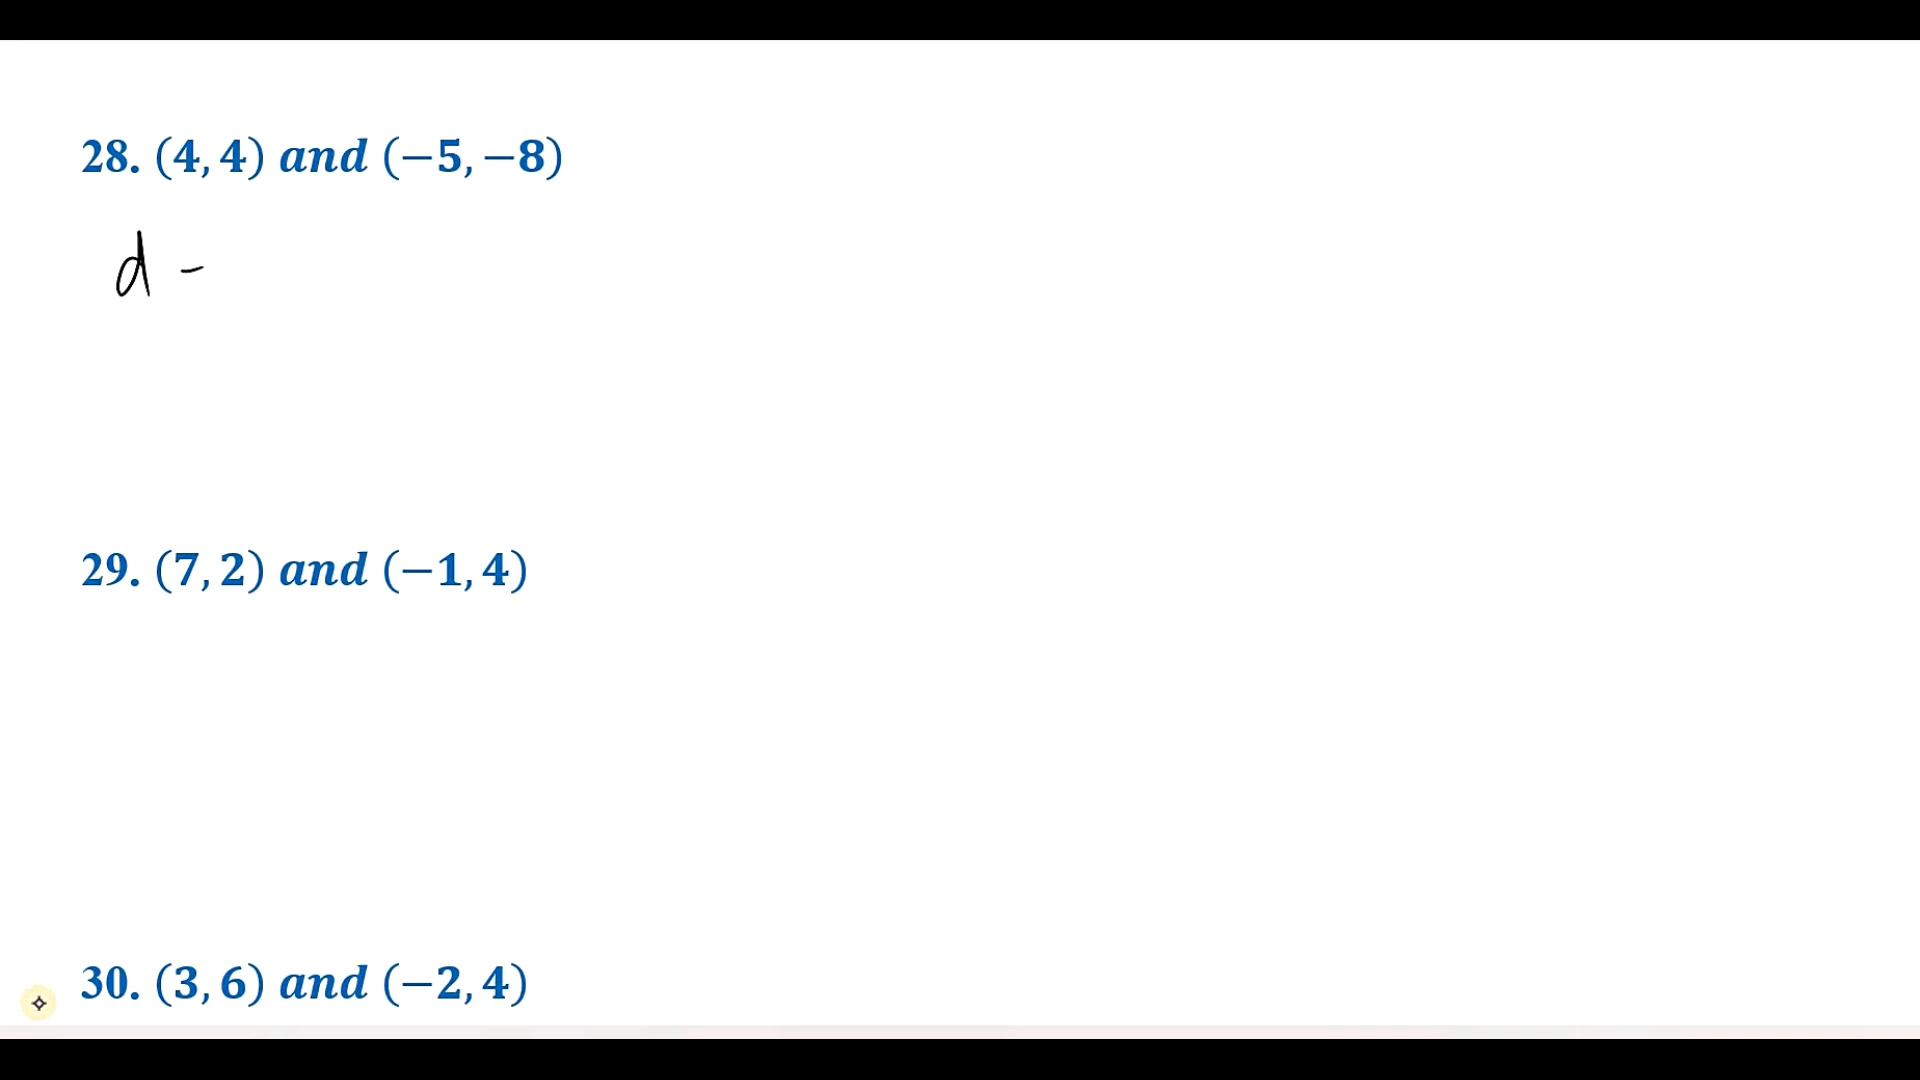 28. (4, 4) and (−5, −8)
d -
29. (7, 2) and (−1, 4)
30. (3, 6) and (−2, 4)